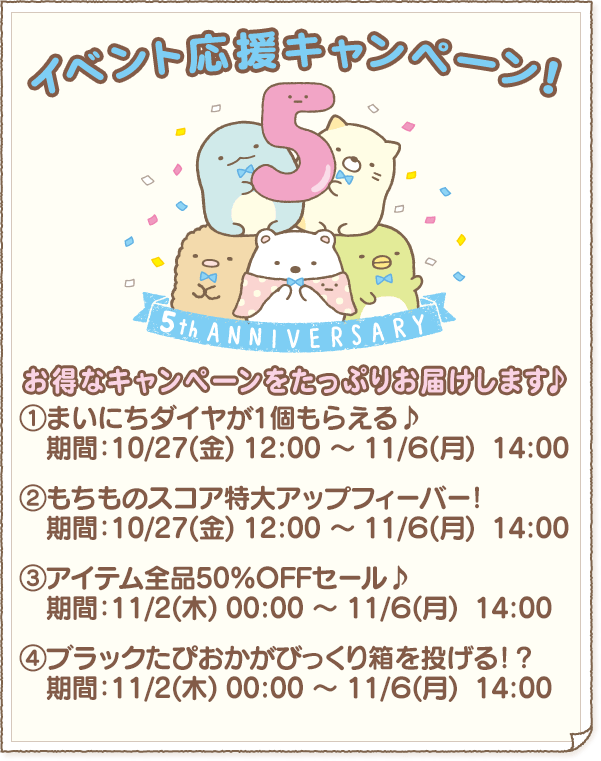 イベント応援キャンペーン!
5
5th ANNIVERSARY
お得なキャンペーンをたっぷりお届けします♪
①まいにちダイヤが1個もらえる♪
期間:10/27(金) 12:00 ～ 11/6(月) 14:00
②もちものスコア特大アップフィーバー!
期間:10/27(金) 12:00 ～ 11/6(月) 14:00
③アイテム全品50%OFFセール♪
期間:11/2(木) 00:00 ～ 11/6(月) 14:00
④ブラックたぴおかがびっくり箱を投げる!？
期間:11/2(木) 00:00 ～ 11/6(月) 14:00